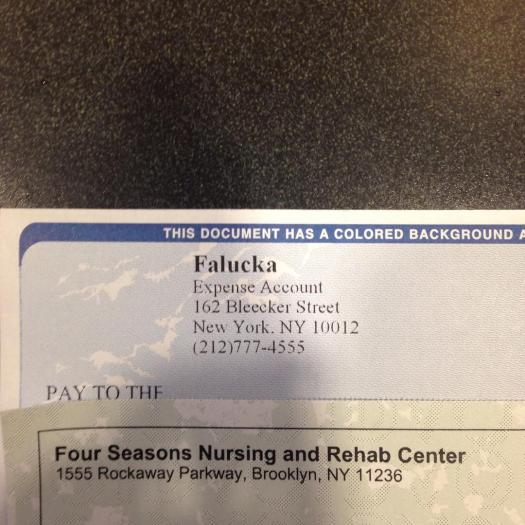 THIS DOCUMENT HAS A COLORED BACKGROUND A
Falucka
Expense Account
162 Bleecker Street
New York, NY 10012
(212)777-4555
PAY TO THE
Four Seasons Nursing and Rehab Center
1555 Rockaway Parkway, Brooklyn, NY 11236